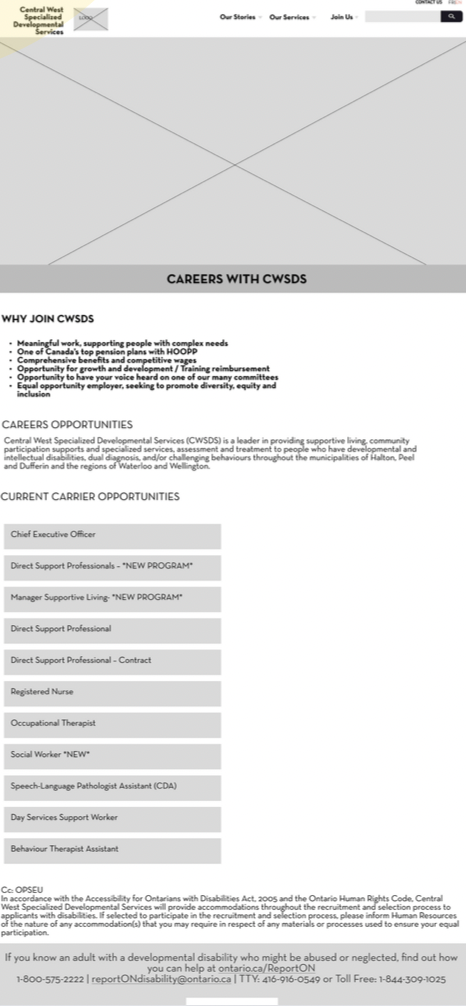 CONTACT US
Central West
Specialized
Developmental
Services
Our Stories
Our Services
Join Us
CAREERS WITH CWSDS
WHY JOIN CWSDS
• Meaningful work, supporting people with complex needs
• One of Canada's top pension plans with HOOPP
• Comprehensive benefits and competitive wages
• Opportunity for growth and development / Training reimbursement
• Opportunity to have your voice heard on one of our many committees
• Equal opportunity employer, seeking to promote diversity, equity and
inclusion
CAREERS OPPORTUNITIES
Central West Specialized Developmental Services (CWSDS) is a leader in providing supportive living, community
participation supports and specialized services, assessment and treatment to people who have developmental and
intellectual disabilities, dual diagnosis, and/or challenging behaviours throughout the municipalities of Halton, Peel
and Dufferin and the regions of Waterloo and Wellington.
CURRENT CARRIER OPPORTUNITIES
Chief Executive Officer
Direct Support Professionals – *NEW PROGRAM*
Manager Supportive Living- *NEW PROGRAM*
Direct Support Professional
Direct Support Professional – Contract
Registered Nurse
Occupational Therapist
Social Worker *NEW*
Speech-Language Pathologist Assistant (CDA)
Day Services Support Worker
Behaviour Therapist Assistant
Cc: OPSEU
In accordance with the Accessibility for Ontarians with Disabilities Act, 2005 and the Ontario Human Rights Code, Central
West Specialized Developmental Services will provide accommodations throughout the recruitment and selection process to
applicants with disabilities. If selected to participate in the recruitment and selection process, please inform Human Resources
of the nature of any accommodation(s) that you may require in respect of any materials or processes used to ensure your equal
participation.
If you know an adult with a developmental disability who might be abused or neglected, find out how
you can help at ontario.ca/ReportON
1-800-575-2222 | reportONdisability@ontario.ca | TTY: 416-916-0549 or Toll Free: 1-844-309-1025